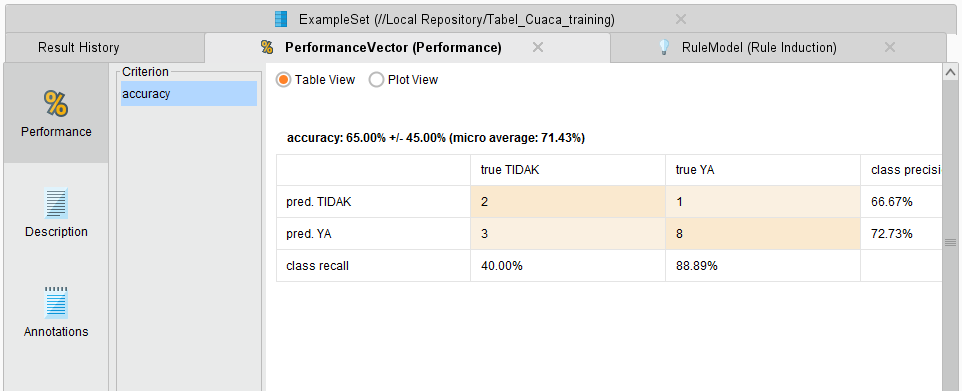 ExampleSet (//Local Repository/Tabel_Cuaca_training)
Result History
PerformanceVector (Performance)
RuleModel (Rule Induction)
%
Performance
Description
Annotations
Criterion
accuracy
Table View
Plot View
accuracy: 65.00% +/- 45.00% (micro average: 71.43%)
true TIDAK true YA class precisi
pred. TIDAK 2 1 66.67%
pred. YA 3 8 72.73%
class recall 40.00% 88.89%